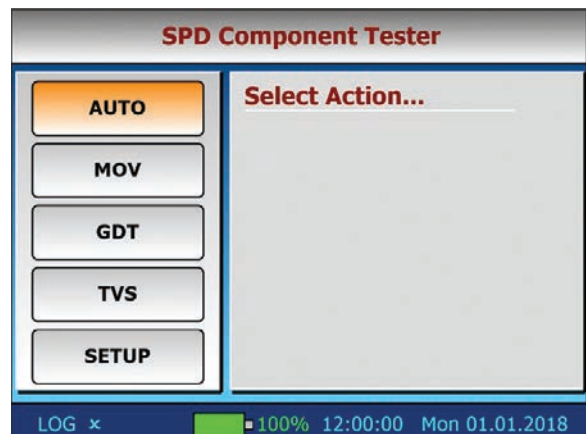 SPD Component Tester
AUTO
MOV
GDT
TVS
SETUP
Select Action...
LOG × 100% 12:00:00 Mon 01.01.2018